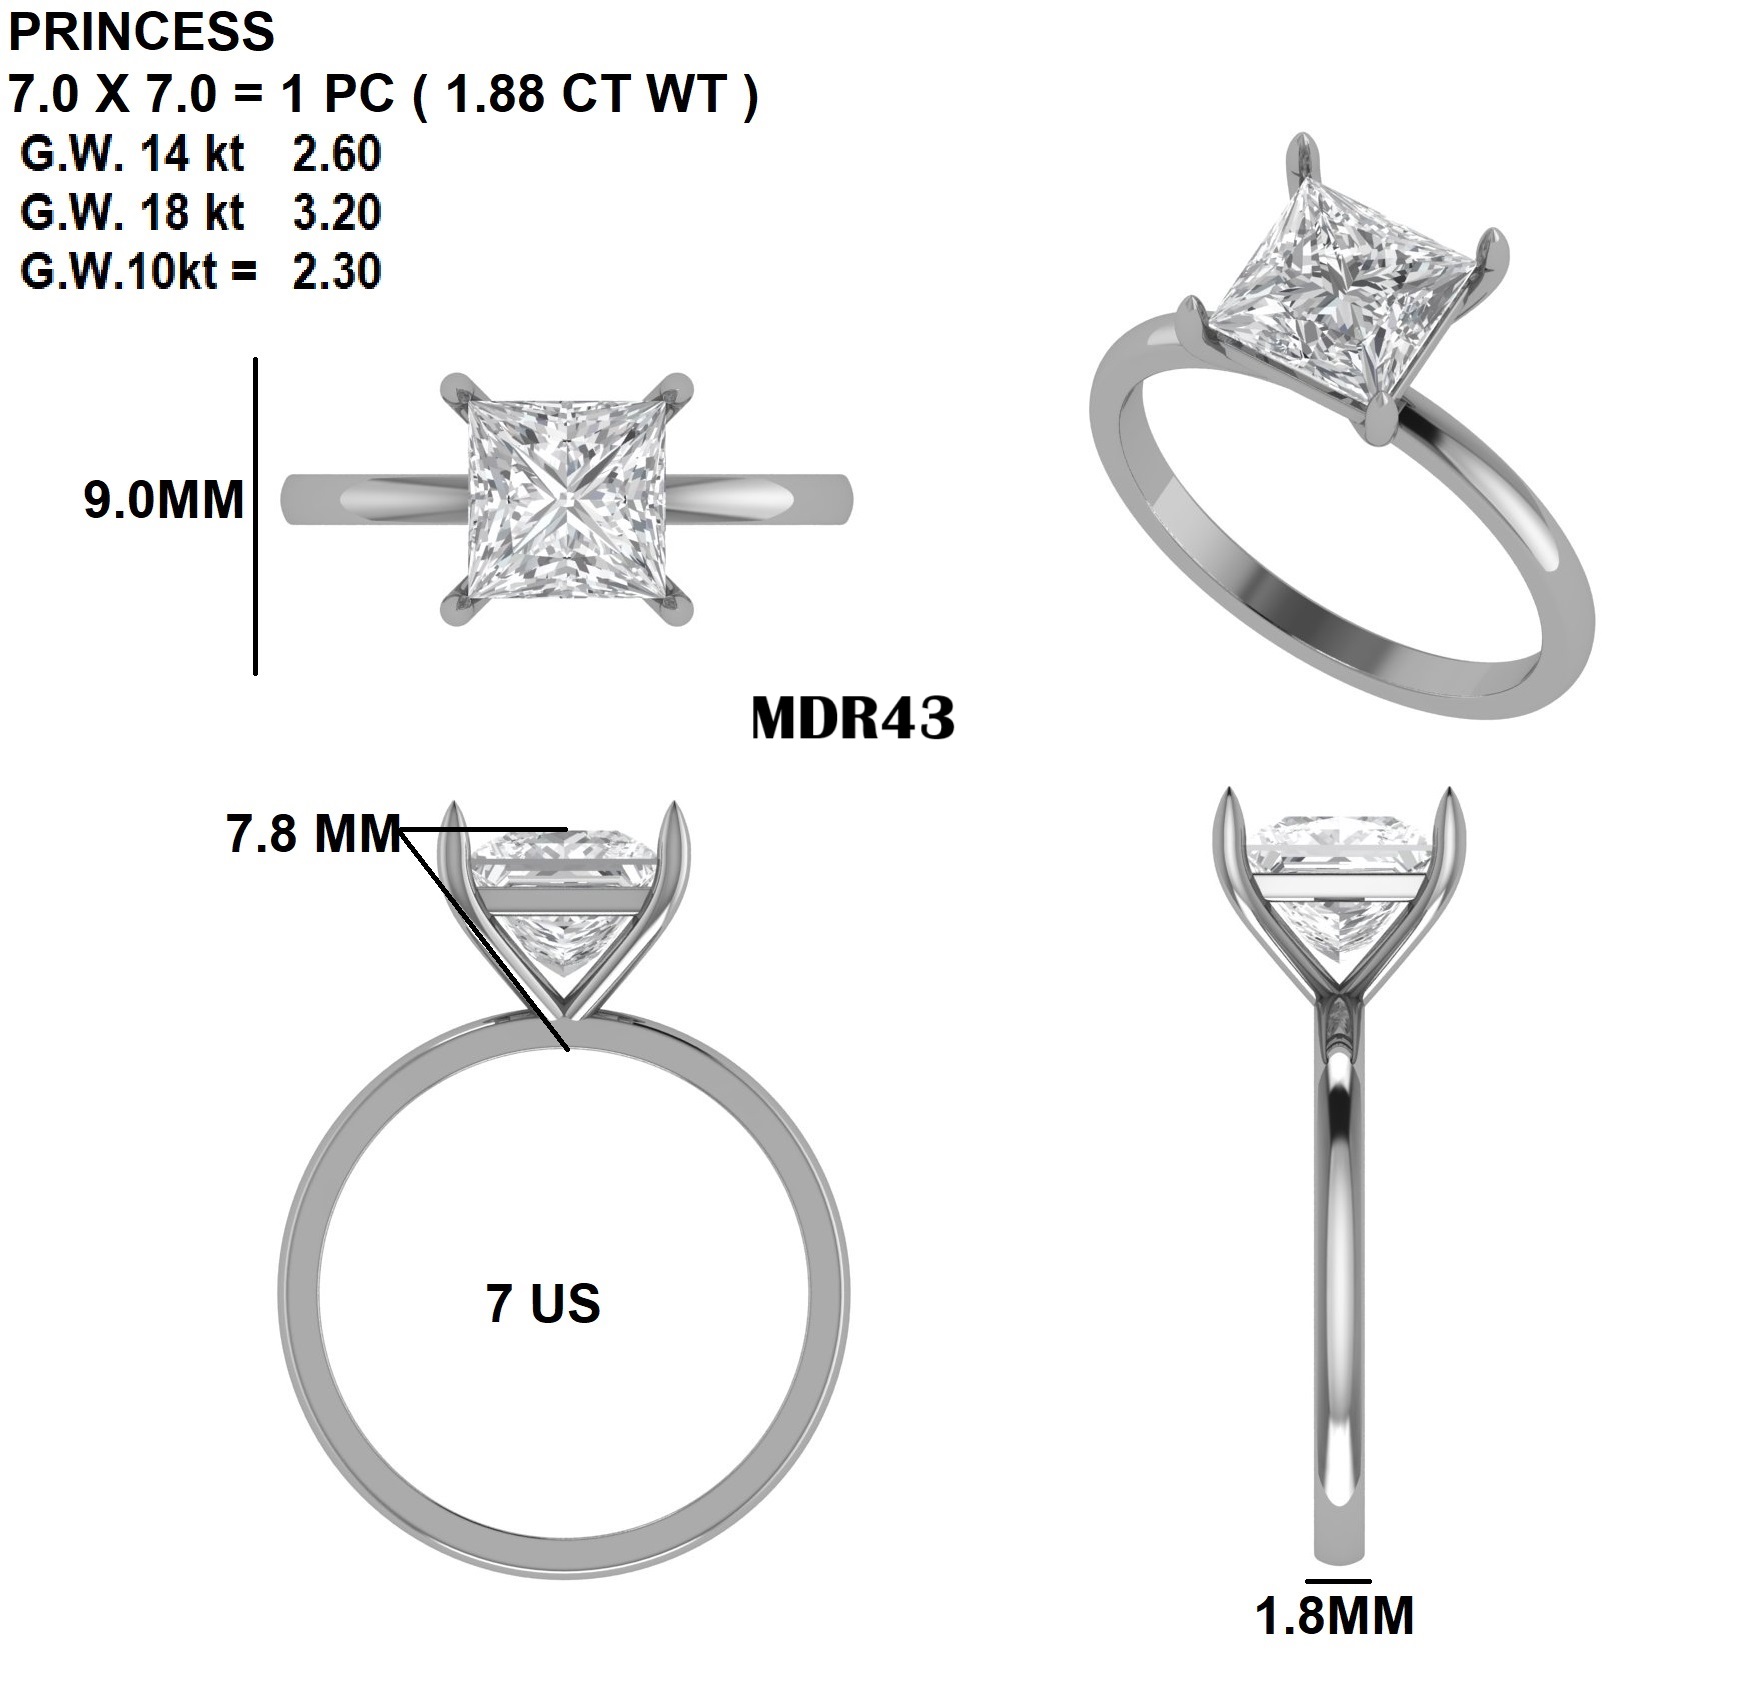 PRINCESS
7.0 X 7.0 = 1 PC ( 1.88 CT WT )
G.W. 14 kt 2.60
G.W. 18 kt 3.20
G.W.10kt = 2.30
9.0MM
MDR43
7.8 MM
7 US
1.8MM